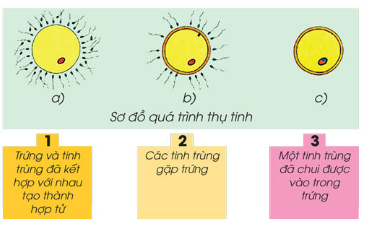 a)
b)
c)
Sơ đồ quá trình thụ tinh
1
Trứng và tinh
trùng đã kết
hợp với nhau
tạo thành
hợp tử
2
Các tinh trùng
gặp trứng
3
Một tinh trùng
đã chui được
vào trong
trứng